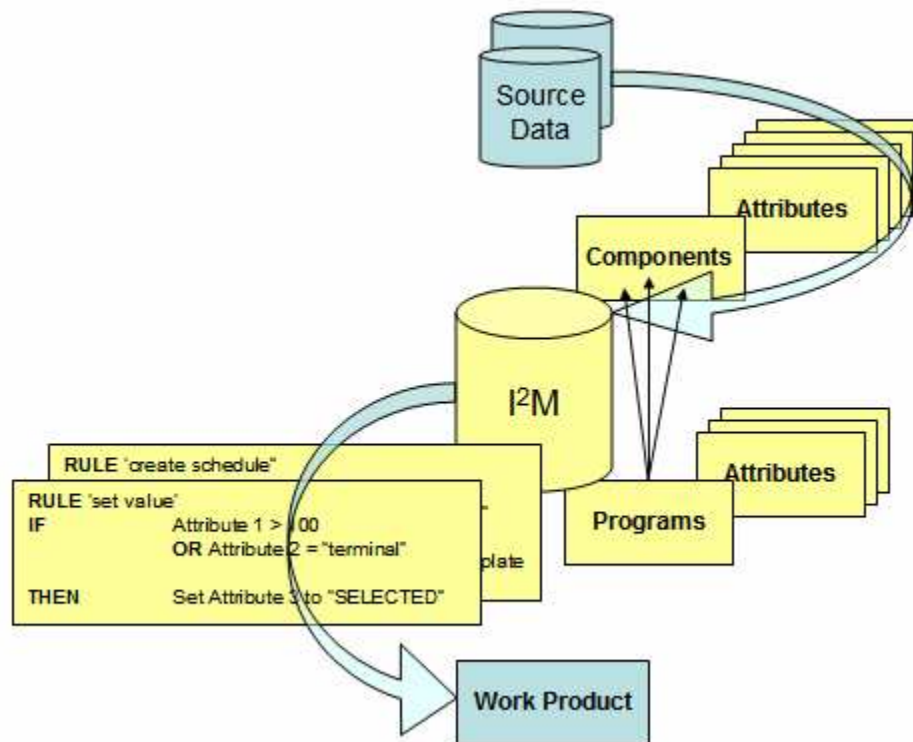 Source
Data
Attributes
Components
I²M
Attributes
Programs
RULE 'create schedule"
RULE 'set value'
IF Attribute 1 > 100
OR Attribute 2 = "terminal"
THEN Set Attribute 3 to "SELECTED"
Work Product